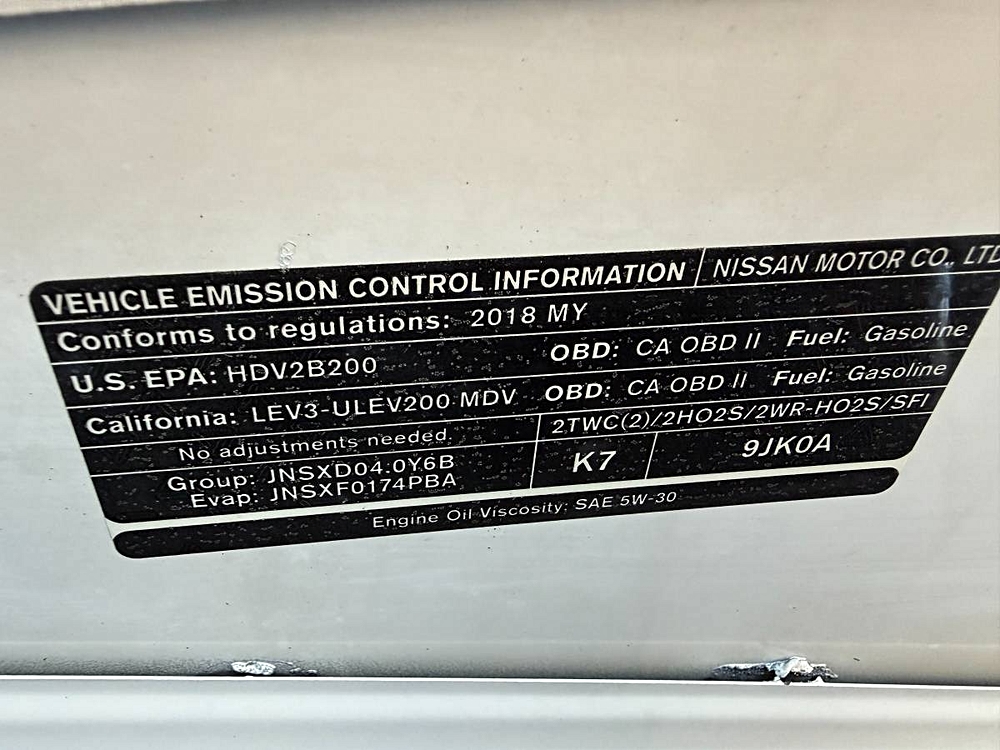 VEHICLE EMISSION CONTROL INFORMATION NISSAN MOTOR CO., LTD
Conforms to regulations: 2018 MY
U.S. EPA: HDV2B200 OBD: CA OBD II Fuel: Gasoline
California: LEV3-ULEV200 MDV OBD: CA OBD II Fuel: Gasoline
No adjustments needed. 2TWC(2)/2HO2S/2WR-HO2S/SFI
Group: JNSXD04.0Y6B K7 9JK0A
Evap: JNSXF0174PBA
Engine Oil Viscosity: SAE 5W-30